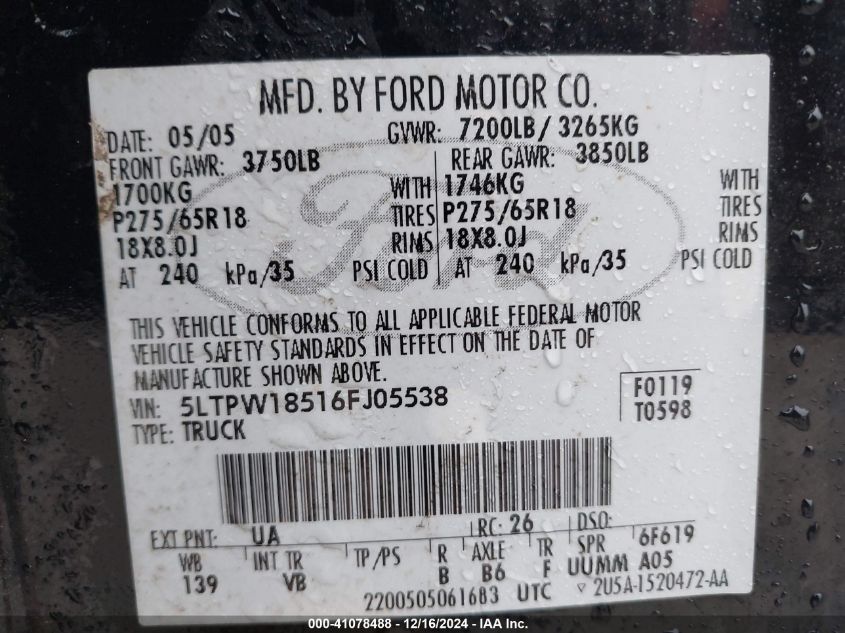 MFD. BY FORD MOTOR CO.
DATE: 05/05 GVWR: 7200LB/ 3265KG
FRONT GAWR: 3750LB REAR GAWR: 3850LB
1700KG WITH 1746KG WITH
P275/65R18 TIRES P275/65R18 TIRES
18X8.0J RIMS 18X8.0J RIMS
AT 240 kPa/35 PSI COLD AT 240 kPa/35 PSI COLD
Ford
THIS VEHICLE CONFORMS TO ALL APPLICABLE FEDERAL MOTOR
VEHICLE SAFETY STANDARDS IN EFFECT ON THE DATE OF
MANUFACTURE SHOWN ABOVE.
VIN: 5LTPW18516FJ05538 F0119
TYPE: TRUCK T0598
EXT PNT: UA RC: 26 DSO:
WB INT TR TP/PS R AXLE TR SPR 6F619
139 VB B B6 F UUMM A05
2200505061683 UTC ▽ 2U5A-1520472-AA
000-41078488 - 12/16/2024 - IAA Inc.